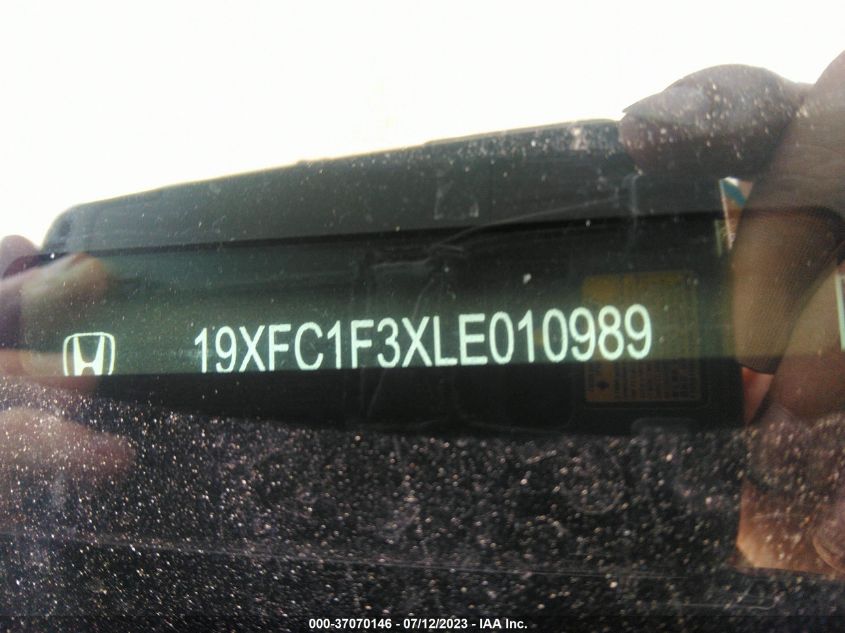 19XFC1F3XLE010989
000-37070146 - 07/12/2023 - IAA Inc.